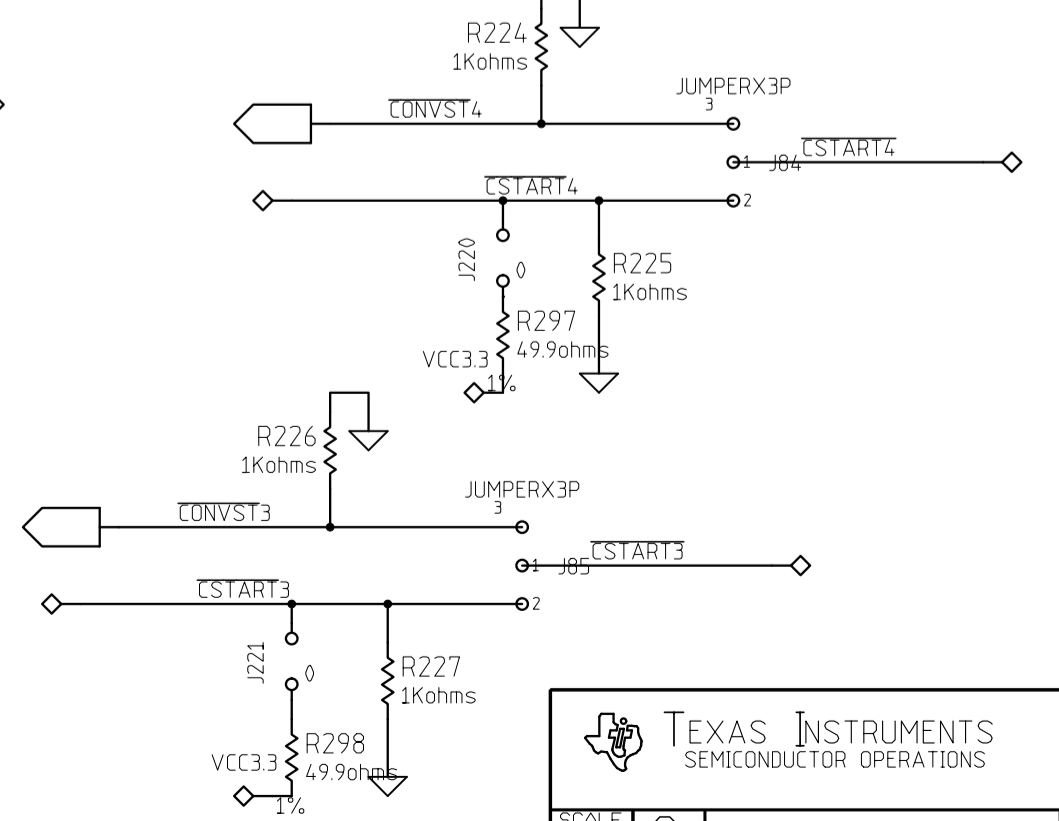 R224
1Kohms
JUMPERX3P
3
CONVST4
1 J84
CSTART4
CSTART4
2
J220
0
R225
1Kohms
R297
49.9ohms
VCC3.3
1%
R226
1Kohms
JUMPERX3P
3
CONVST3
1 J85
CSTART3
CSTART3
2
J221
0
R227
1Kohms
R298
49.9ohms
VCC3.3
1%
TEXAS INSTRUMENTS
SEMICONDUCTOR OPERATIONS
SCALE